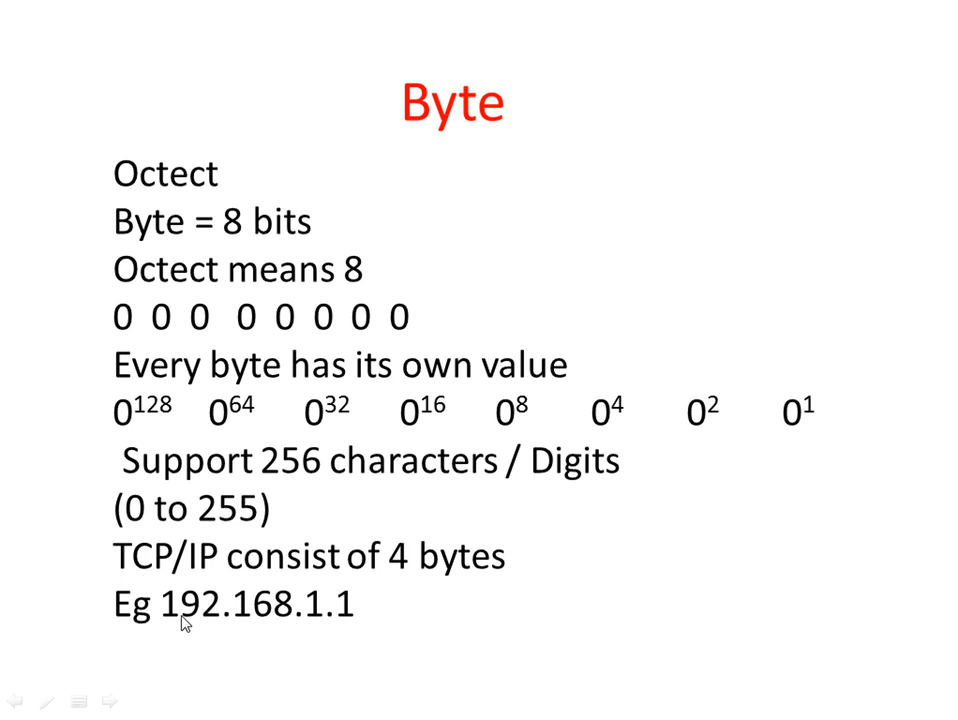 Byte
Octect
Byte = 8 bits
Octect means 8
0 0 0 0 0 0 0 0
Every byte has its own value
0¹²⁸ 0⁶⁴ 0³² 0¹⁶ 0⁸ 0⁴ 0² 0¹
Support 256 characters / Digits
(0 to 255)
TCP/IP consist of 4 bytes
Eg 192.168.1.1